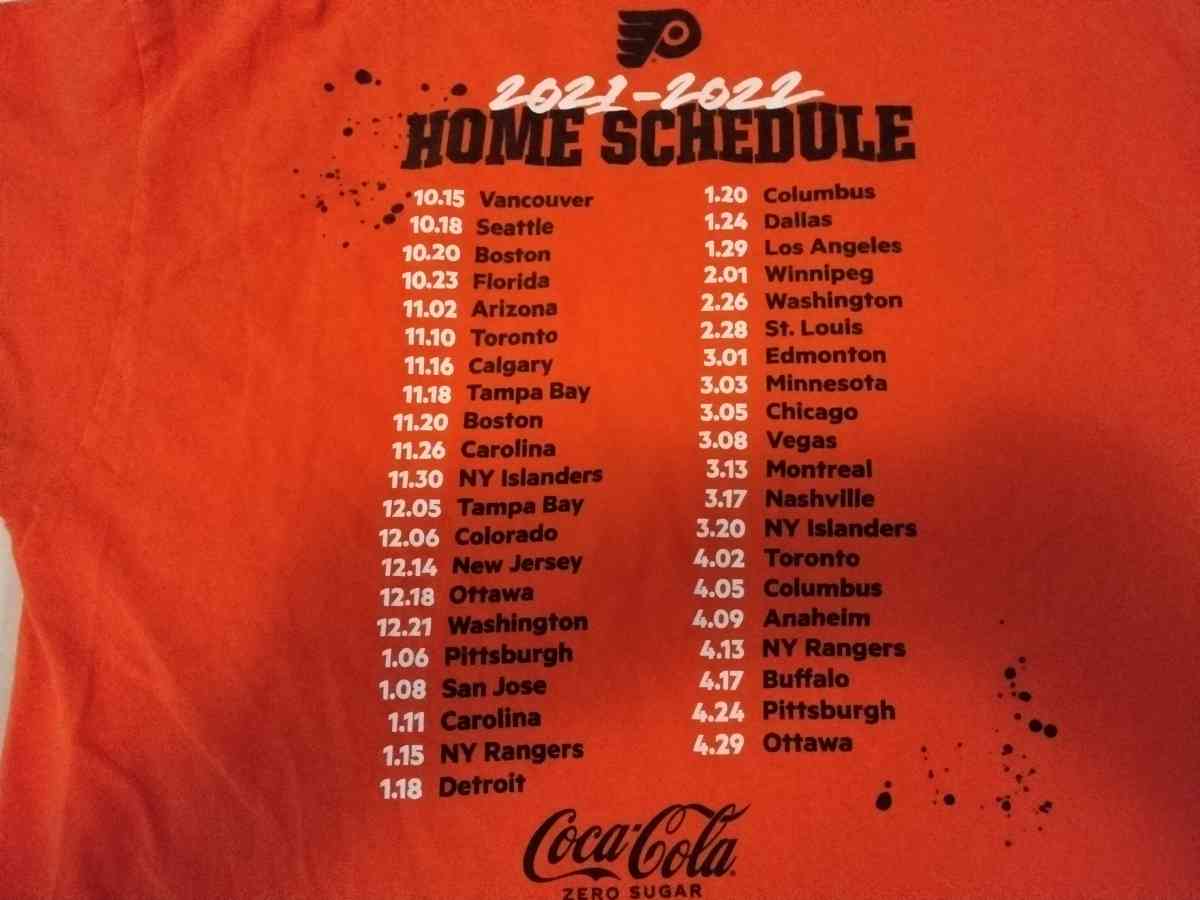 2021-2022
HOME SCHEDULE
10.15 Vancouver
10.18 Seattle
10.20 Boston
10.23 Florida
11.02 Arizona
11.10 Toronto
11.16 Calgary
11.18 Tampa Bay
11.20 Boston
11.26 Carolina
11.30 NY Islanders
12.05 Tampa Bay
12.06 Colorado
12.14 New Jersey
12.18 Ottawa
12.21 Washington
1.06 Pittsburgh
1.08 San Jose
1.11 Carolina
1.15 NY Rangers
1.18 Detroit
1.20 Columbus
1.24 Dallas
1.29 Los Angeles
2.01 Winnipeg
2.26 Washington
2.28 St. Louis
3.01 Edmonton
3.03 Minnesota
3.05 Chicago
3.08 Vegas
3.13 Montreal
3.17 Nashville
3.20 NY Islanders
4.02 Toronto
4.05 Columbus
4.09 Anaheim
4.13 NY Rangers
4.17 Buffalo
4.24 Pittsburgh
4.29 Ottawa
Coca-Cola
ZERO SUGAR